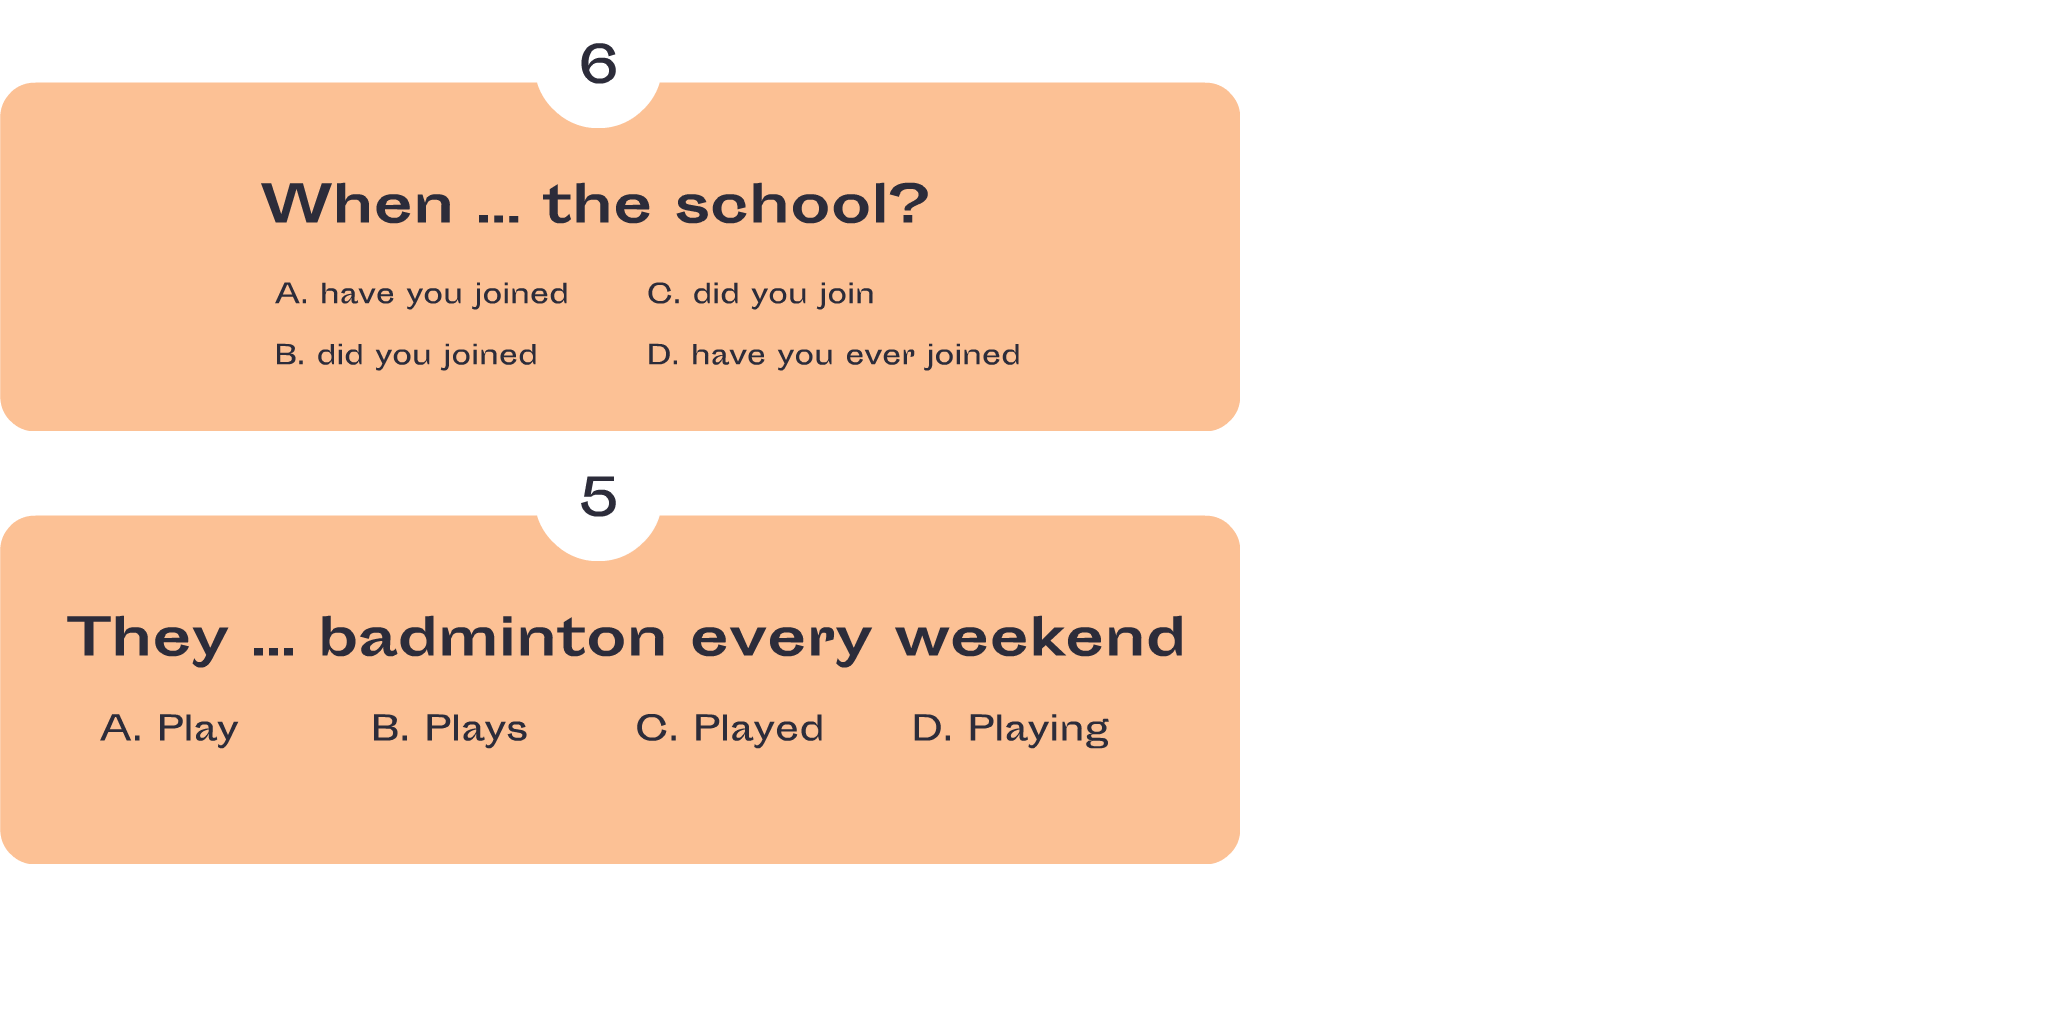 6
When ... the school?
A. have you joined C. did you join
B. did you joined D. have you ever joined
5
They ... badminton every weekend
A. Play B. Plays C. Played D. Playing